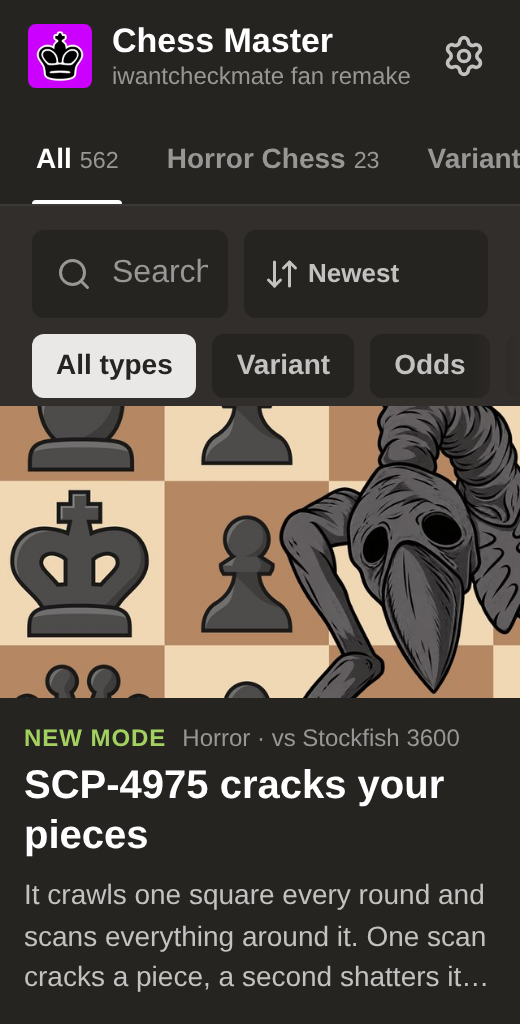 Chess Master
iwantcheckmate fan remake
All 562 Horror Chess 23 Variant
Search Newest
All types Variant Odds
NEW MODE Horror · vs Stockfish 3600
SCP-4975 cracks your
pieces
It crawls one square every round and
scans everything around it. One scan
cracks a piece, a second shatters it…